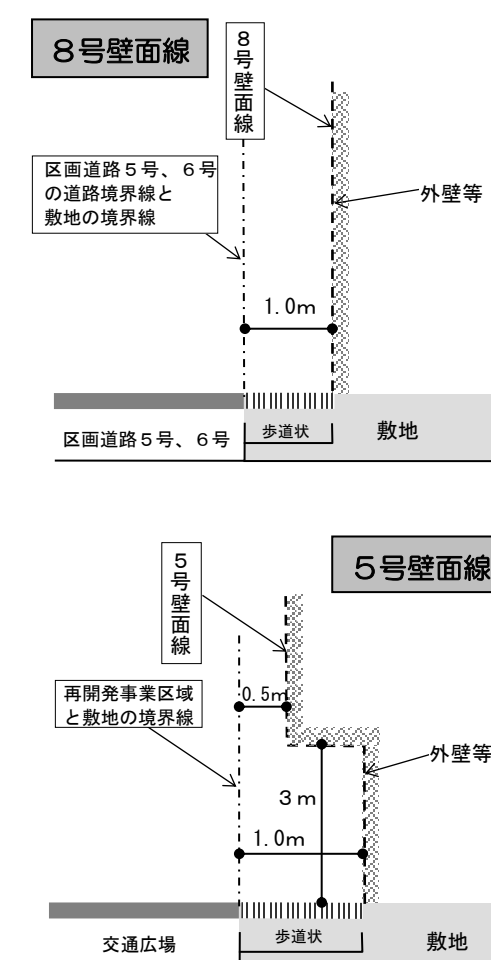 8号壁面線
8号壁面線
区画道路5号、6号
の道路境界線と
敷地の境界線
外壁等
1.0m
区画道路5号、6号
歩道状
敷地
5号壁面線
5号壁面線
再開発事業区域
と敷地の境界線
0.5m
外壁等
3m
1.0m
交通広場
歩道状
敷地